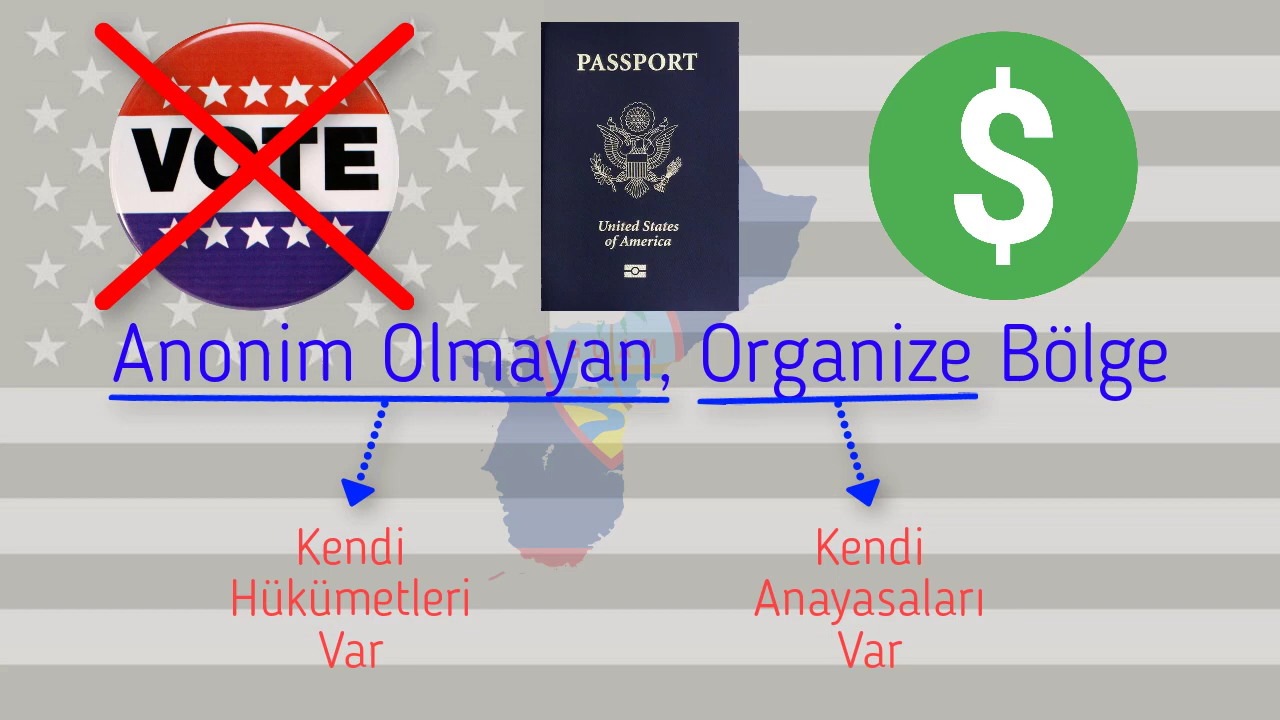 VOTE
PASSPORT
United States
of America
Anonim Olmayan, Organize Bölge
Kendi
Hükümetleri
Var
Kendi
Anayasaları
Var